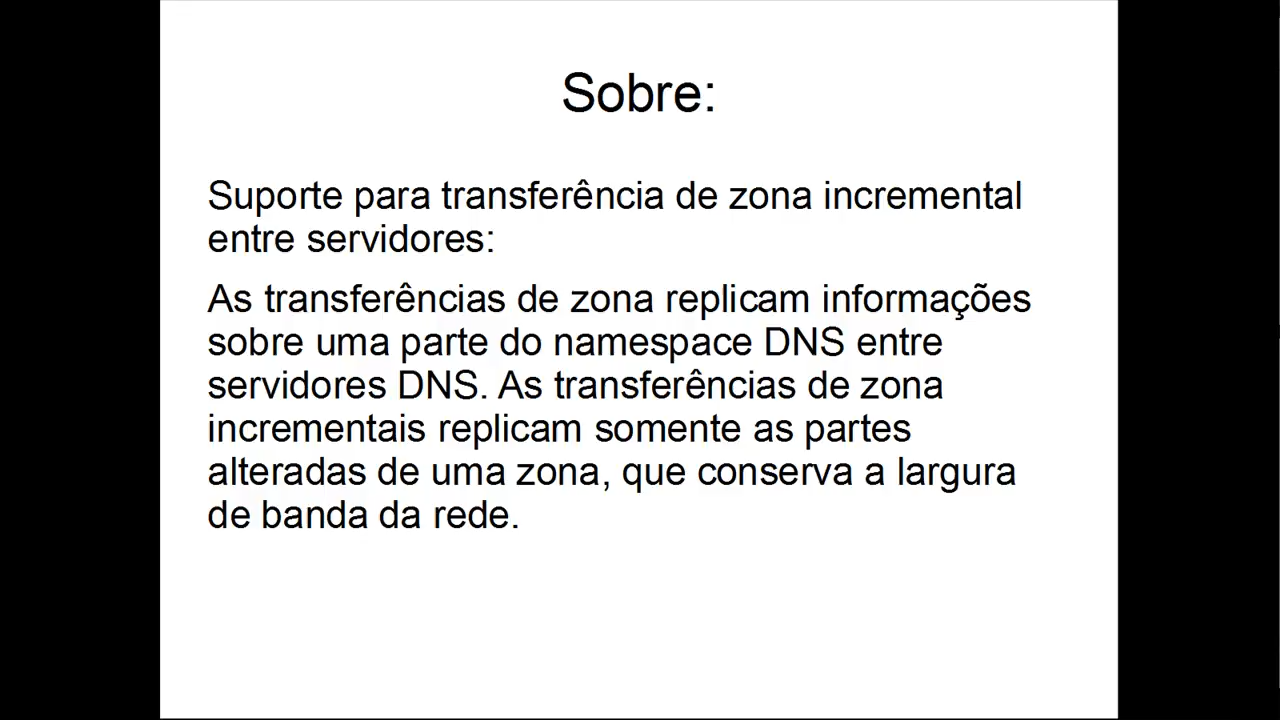 Sobre:
Suporte para transferência de zona incremental
entre servidores:
As transferências de zona replicam informações
sobre uma parte do namespace DNS entre
servidores DNS. As transferências de zona
incrementais replicam somente as partes
alteradas de uma zona, que conserva a largura
de banda da rede.